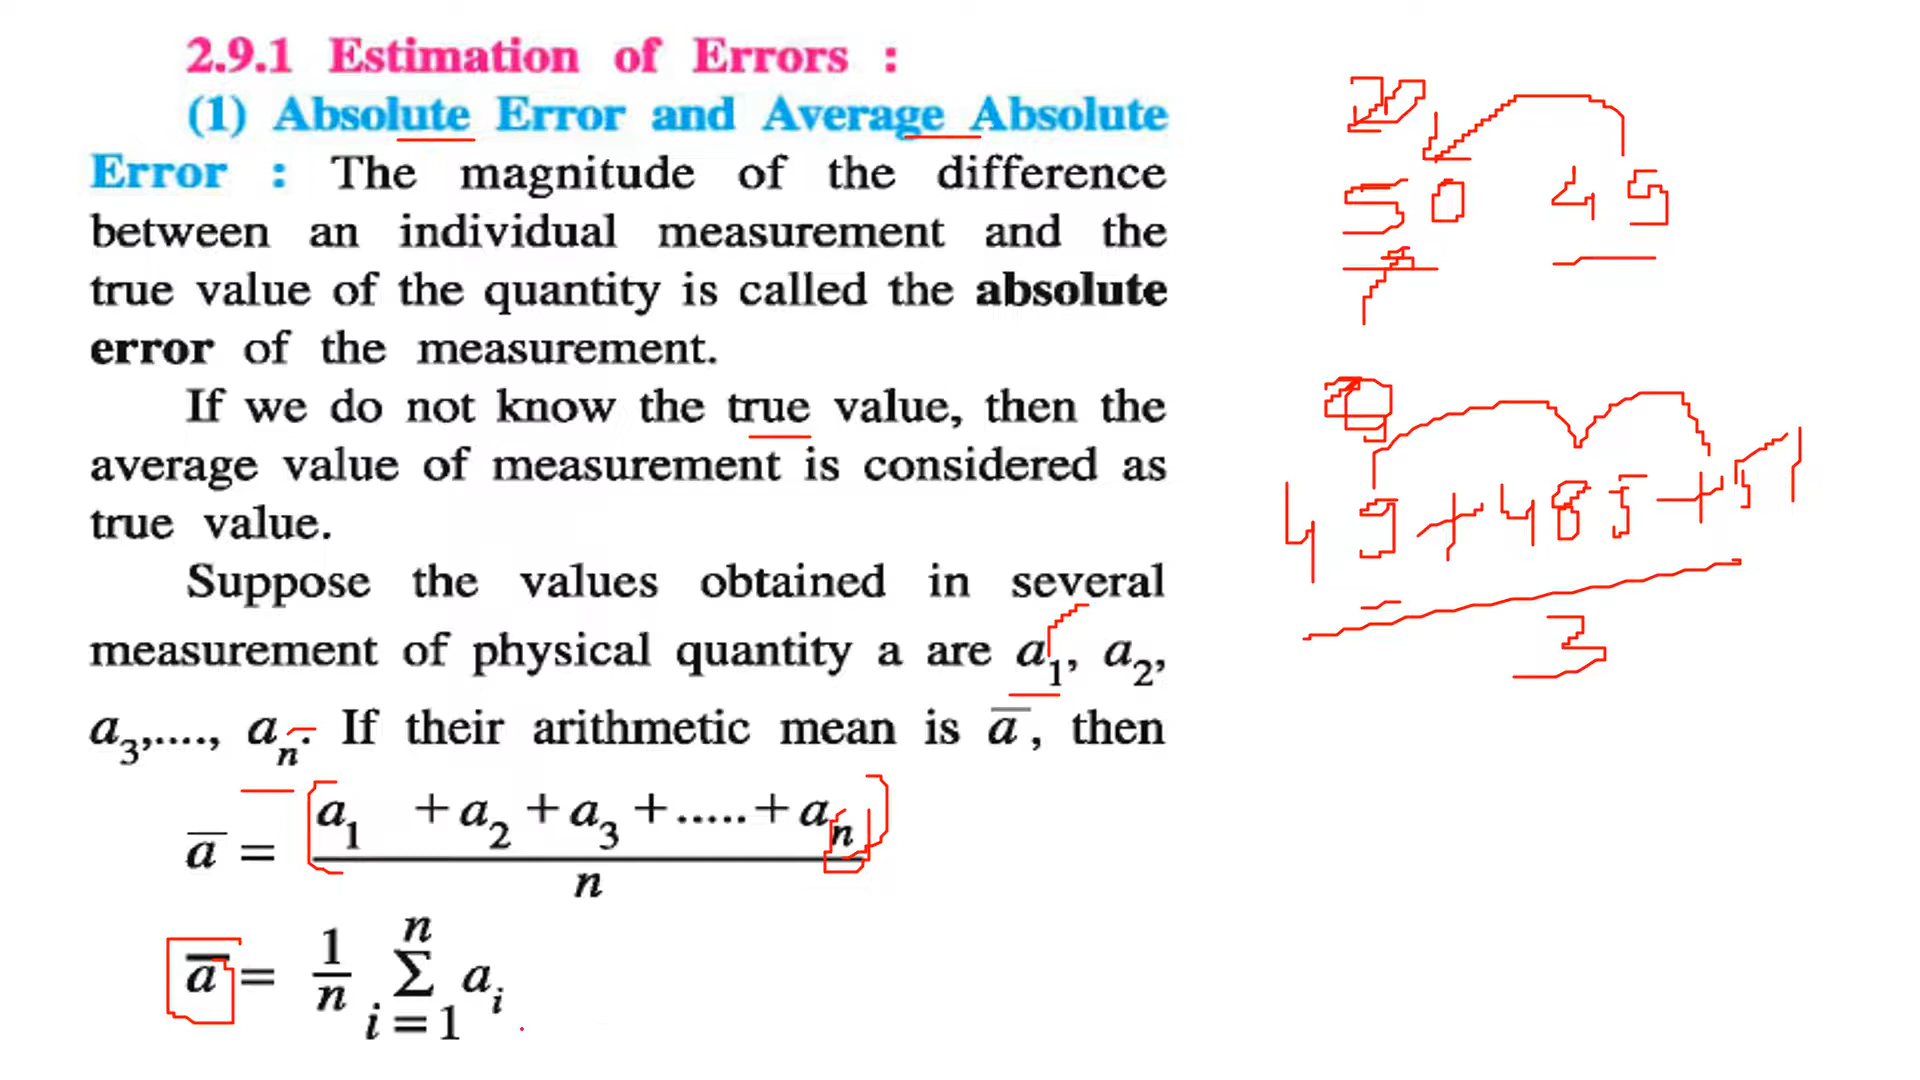 2.9.1 Estimation of Errors :
(1) Absolute Error and Average Absolute
Error : The magnitude of the difference
between an individual measurement and the
true value of the quantity is called the absolute
error of the measurement.
If we do not know the true value, then the
average value of measurement is considered as
true value.
Suppose the values obtained in several
measurement of physical quantity a are a₁, a₂,
a₃,...., aₙ. If their arithmetic mean is a̅, then
a̅ = (a₁ + a₂ + a₃ + ..... + aₙ) / n
a̅ = 1/n Σ_{i=1}^{n} aᵢ
50 45
3